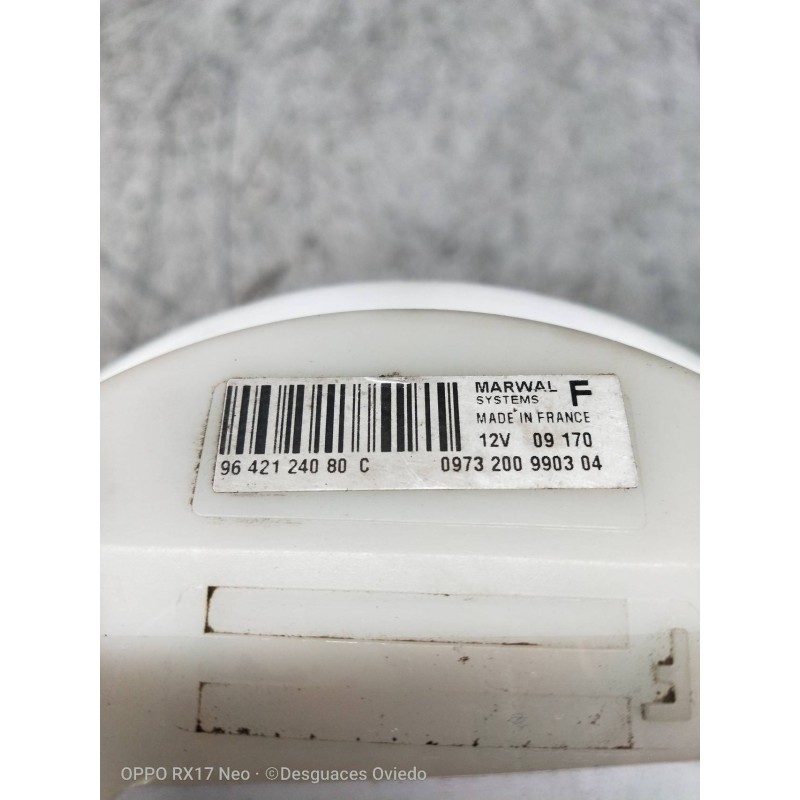 MARWAL F
SYSTEMS
MADE IN FRANCE
12V 09 170
96 421 240 80 C 0973 200 9903 04
OPPO RX17 Neo · ©Desguaces Oviedo